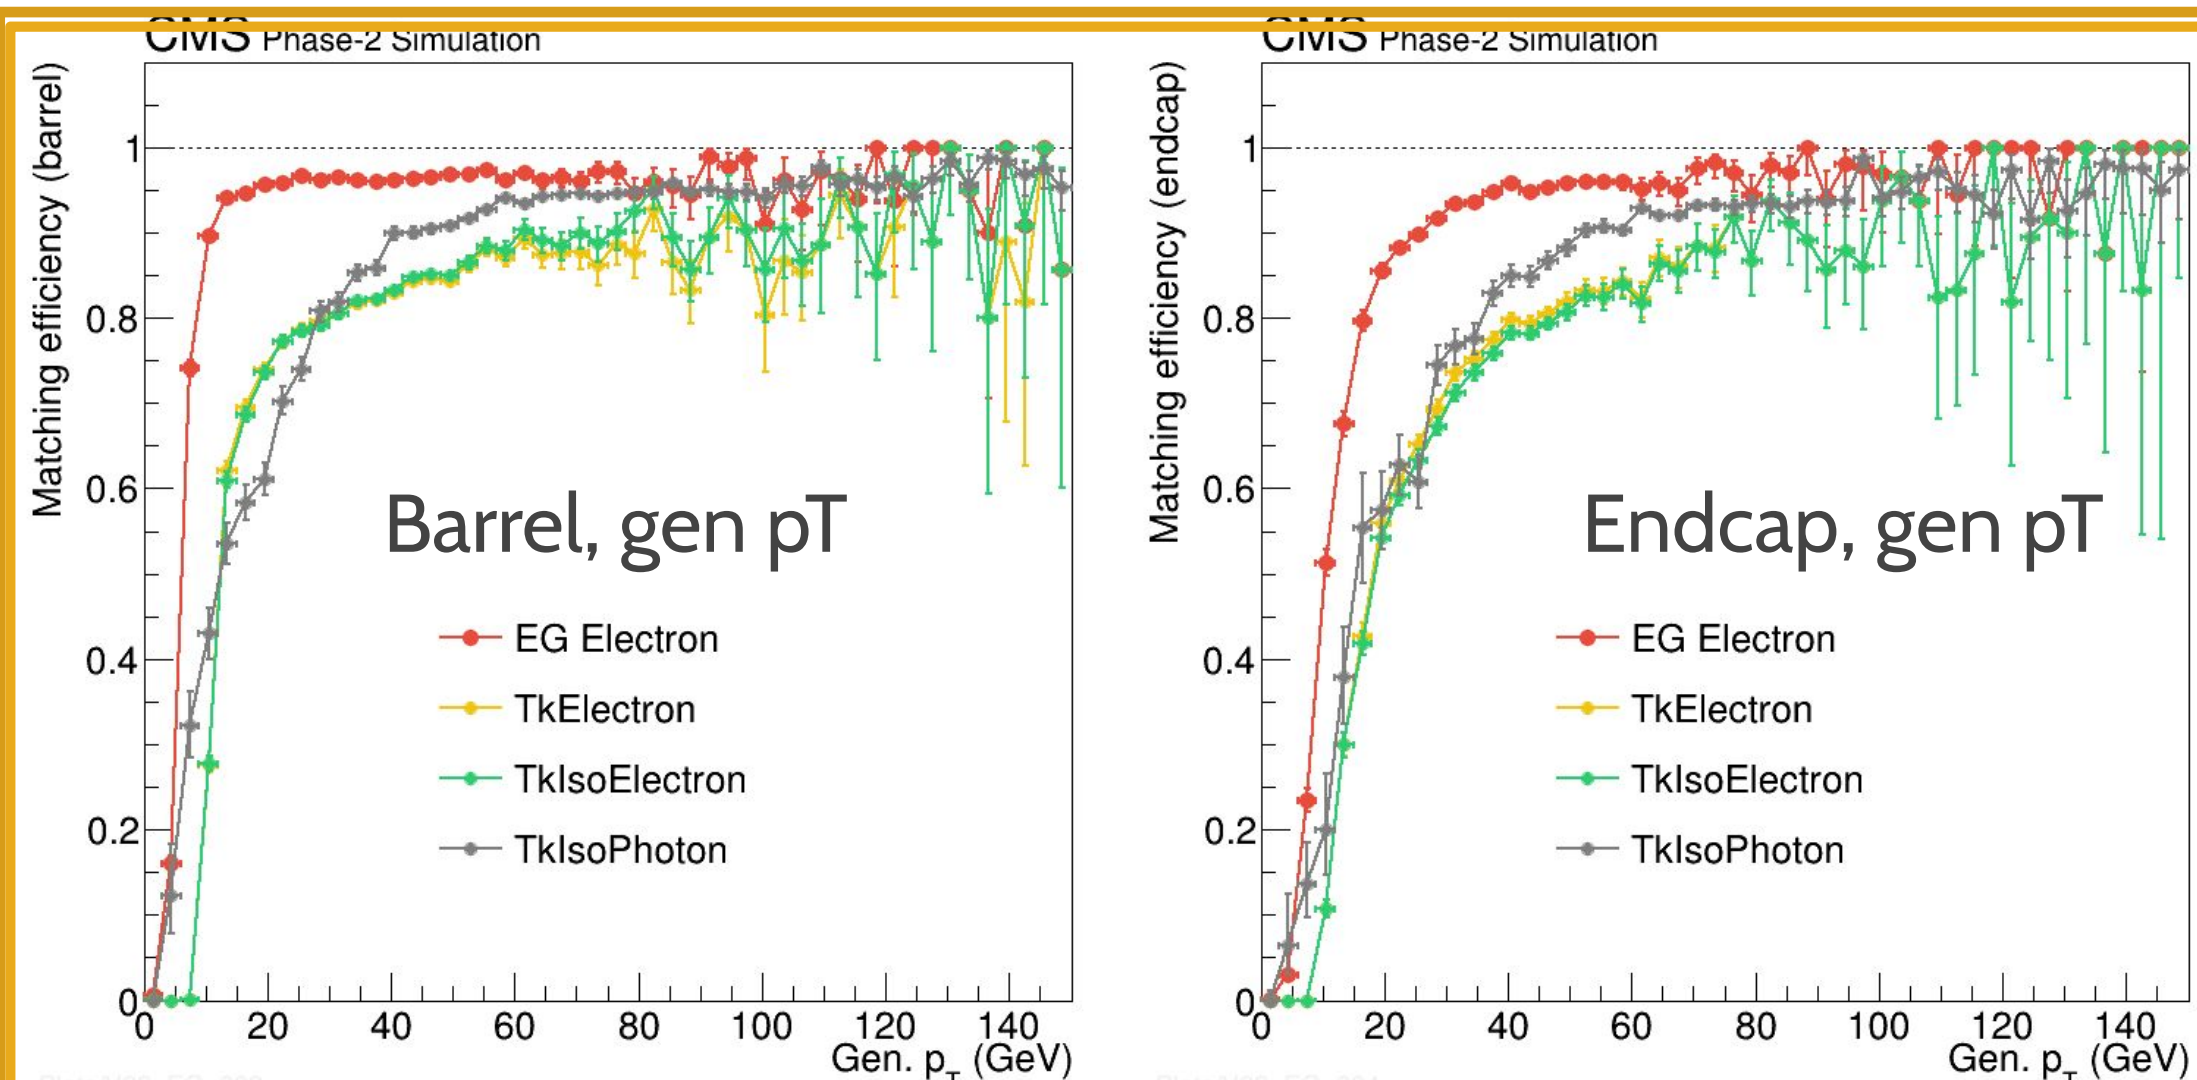 CMS Phase-2 Simulation
Matching efficiency (barrel)
1
0.8
0.6
0.4
0.2
0
Barrel, gen pT
EG Electron
TkElectron
TkIsoElectron
TkIsoPhoton
0 20 40 60 80 100 120 140
Gen. p_T (GeV)
CMS Phase-2 Simulation
Matching efficiency (endcap)
1
0.8
0.6
0.4
0.2
0
Endcap, gen pT
EG Electron
TkElectron
TkIsoElectron
TkIsoPhoton
0 20 40 60 80 100 120 140
Gen. p_T (GeV)